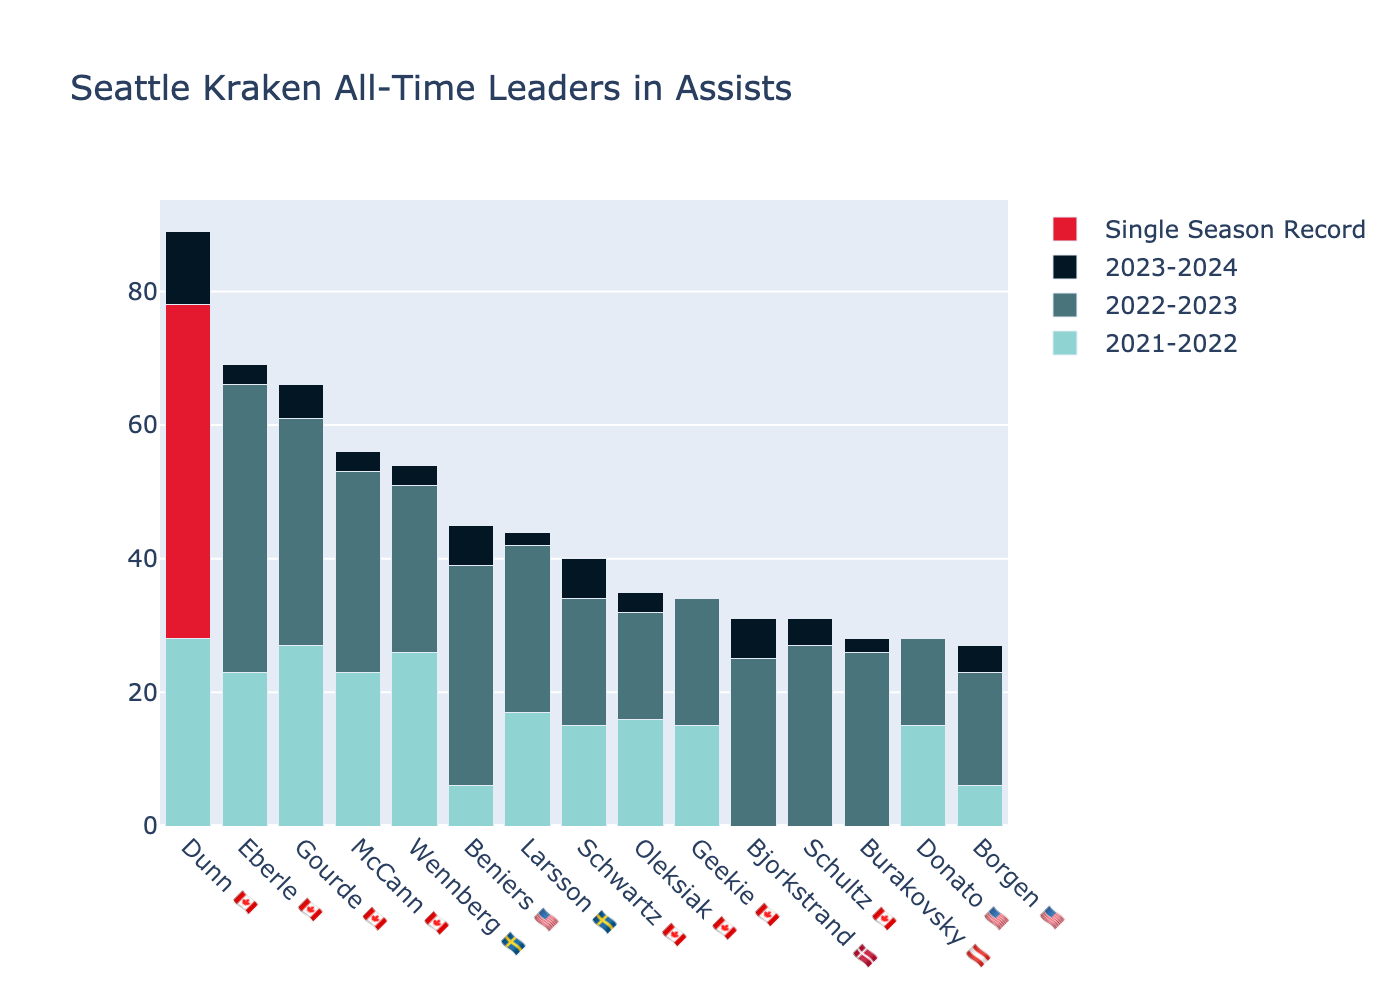 Seattle Kraken All-Time Leaders in Assists
Single Season Record
2023-2024
2022-2023
2021-2022
80
60
40
20
0
Dunn 🇨🇦
Eberle 🇨🇦
Gourde 🇨🇦
McCann 🇨🇦
Wennberg 🇸🇪
Beniers 🇺🇸
Larsson 🇸🇪
Schwartz 🇨🇦
Oleksiak 🇨🇦
Geekie 🇨🇦
Bjorkstrand 🇩🇰
Schultz 🇨🇦
Burakovsky 🇦🇹
Donato 🇺🇸
Borgen 🇺🇸